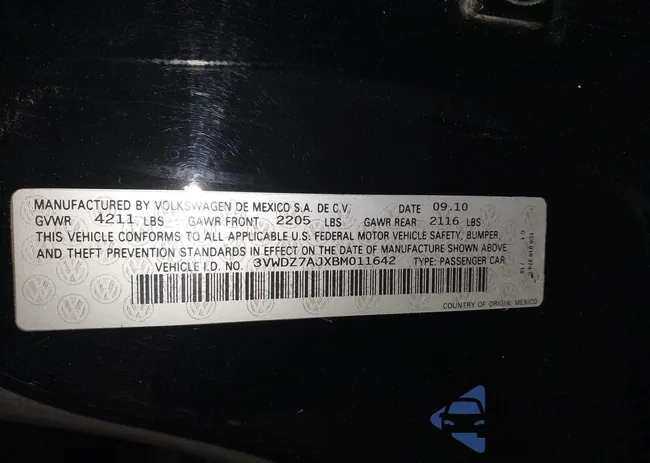 MANUFACTURED BY VOLKSWAGEN DE MEXICO S.A. DE C.V. DATE 09.10
GVWR 4211 LBS GAWR FRONT 2205 LBS GAWR REAR 2116 LBS
THIS VEHICLE CONFORMS TO ALL APPLICABLE U.S. FEDERAL MOTOR VEHICLE SAFETY, BUMPER,
AND THEFT PREVENTION STANDARDS IN EFFECT ON THE DATE OF MANUFACTURE SHOWN ABOVE.
VEHICLE I.D. NO. 3VWDZ7AJXBM011642 TYPE: PASSENGER CAR
COUNTRY OF ORIGIN: MEXICO